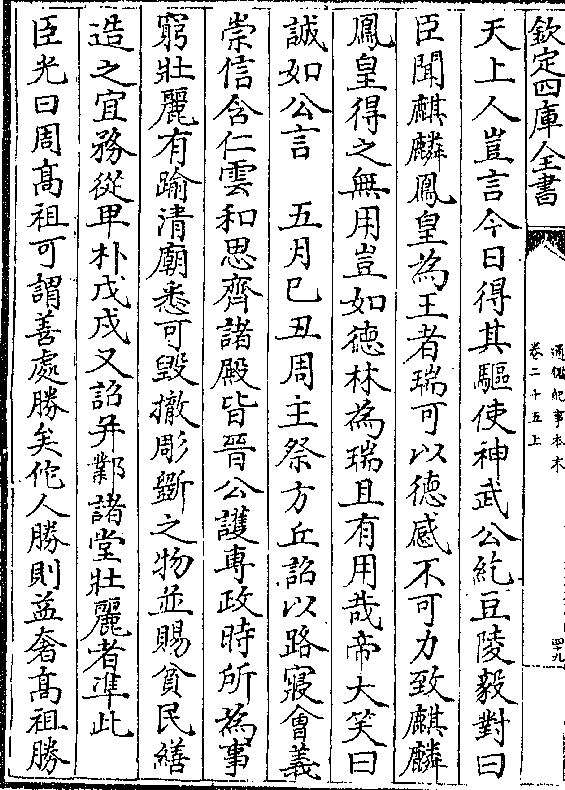 欽定四庫全書
通鑑紀事本末
卷二十五上
四九
天上人豈言今日得其驅使神武公紇豆陵毅對曰
臣聞麒麟鳳皇為王者瑞可以徳感不可力致麒麟
鳳皇得之無用豈如徳林為瑞且有用哉帝大笑曰
誠如公言　五月巳丑周主祭方丘詔以路寢會義
崇信含仁雲和思齊諸殿皆晉公護専政時所為事
窮壯麗有踰清廟悉可毀撤彫斵之物並賜貧民繕
造之宜務從卑朴戊戌又詔并鄴諸堂壯麗者凖此
臣光曰周髙祖可謂善處勝矣佗人勝則益奢髙祖勝